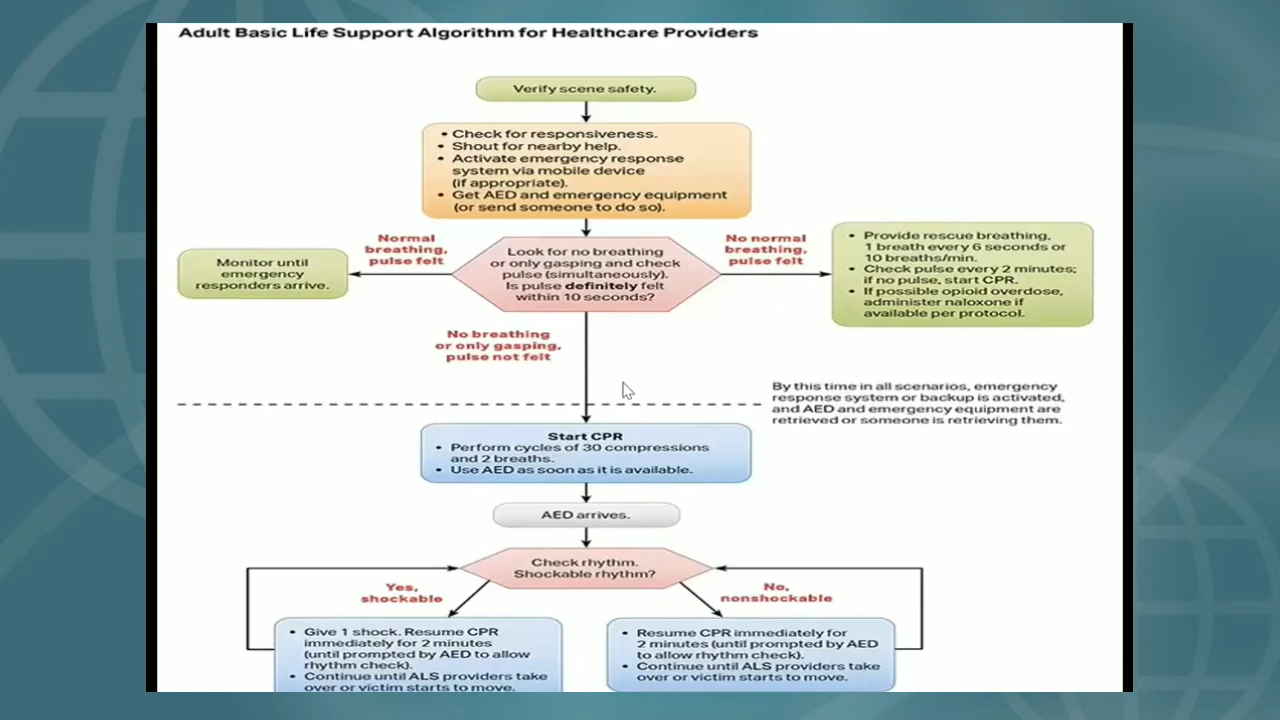 Adult Basic Life Support Algorithm for Healthcare Providers
Verify scene safety.
• Check for responsiveness.
• Shout for nearby help.
• Activate emergency response
system via mobile device
(if appropriate).
• Get AED and emergency equipment
(or send someone to do so).
Normal
breathing,
pulse felt
Monitor until
emergency
responders arrive.
Look for no breathing
or only gasping and check
pulse (simultaneously).
Is pulse definitely felt
within 10 seconds?
No normal
breathing,
pulse felt
• Provide rescue breathing,
1 breath every 6 seconds or
10 breaths/min.
• Check pulse every 2 minutes;
if no pulse, start CPR.
• If possible opioid overdose,
administer naloxone if
available per protocol.
No breathing
or only gasping,
pulse not felt
By this time in all scenarios, emergency
response system or backup is activated,
and AED and emergency equipment are
retrieved or someone is retrieving them.
Start CPR
• Perform cycles of 30 compressions
and 2 breaths.
• Use AED as soon as it is available.
AED arrives.
Check rhythm.
Shockable rhythm?
Yes,
shockable
No,
nonshockable
• Give 1 shock. Resume CPR
immediately for 2 minutes
(until prompted by AED to allow
rhythm check).
• Continue until ALS providers take
over or victim starts to move.
• Resume CPR immediately for
2 minutes (until prompted by AED
to allow rhythm check).
• Continue until ALS providers take
over or victim starts to move.